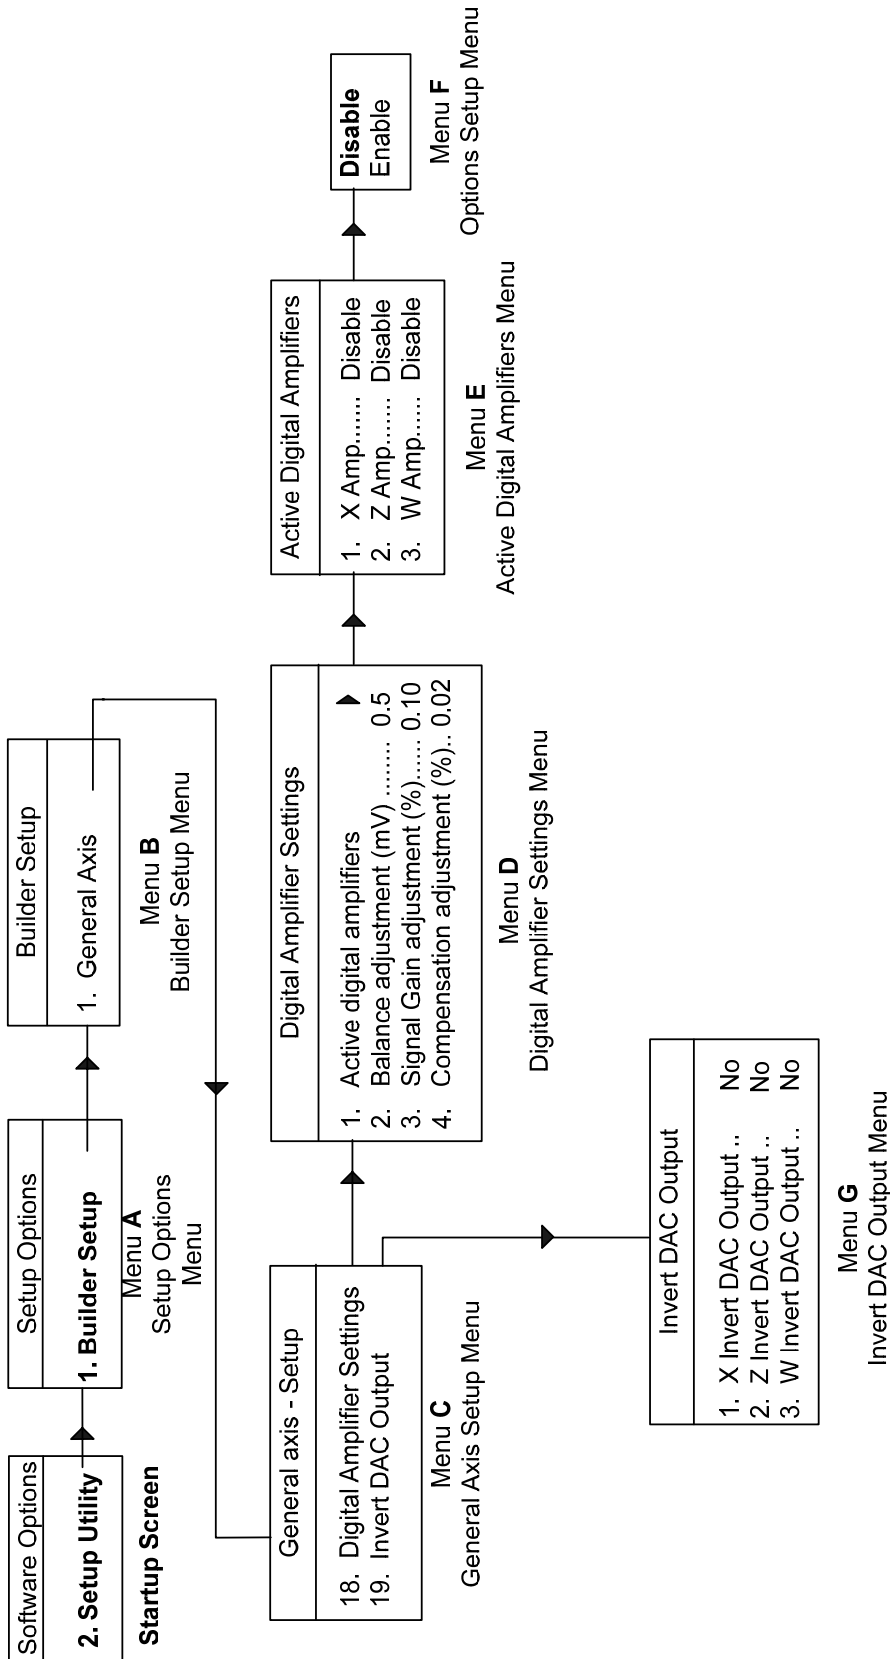 Software Options
2. Setup Utility
Startup Screen
Setup Options
1. Builder Setup
Menu A
Setup Options
Menu
Builder Setup
1. General Axis
Menu B
Builder Setup Menu
General axis - Setup
18. Digital Amplifier Settings
19. Invert DAC Output
Menu C
General Axis Setup Menu
Digital Amplifier Settings
1. Active digital amplifiers
2. Balance adjustment (mV) ......... 0.5
3. Signal Gain adjustment (%)...... 0.10
4. Compensation adjustment (%).. 0.02
Menu D
Digital Amplifier Settings Menu
Active Digital Amplifiers
1. X Amp....... Disable
2. Z Amp....... Disable
3. W Amp...... Disable
Menu E
Active Digital Amplifiers Menu
Disable
Enable
Menu F
Options Setup Menu
Invert DAC Output
1. X Invert DAC Output .. No
2. Z Invert DAC Output .. No
3. W Invert DAC Output .. No
Menu G
Invert DAC Output Menu